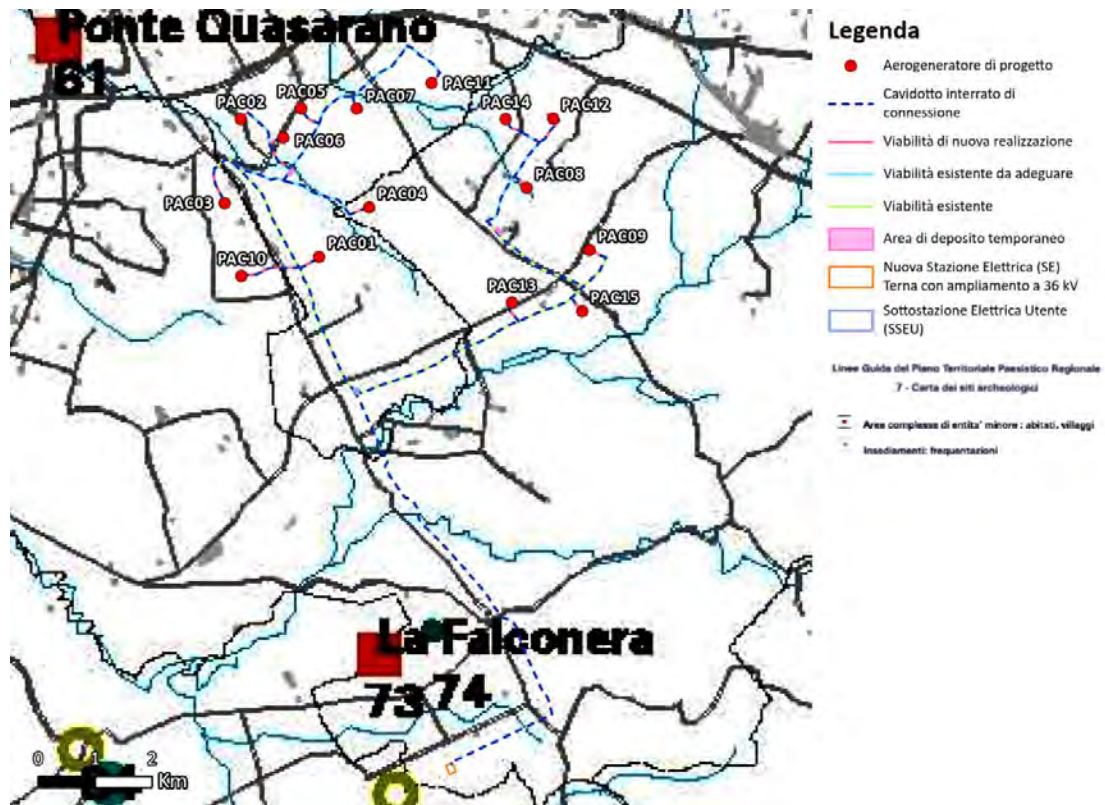 Ponte Quasarano
61
PAC11
PAC05
PAC02
PAC07
PAC14
PAC12
PAC06
PAC08
PAC03
PAC04
PAC01
PAC09
PAC10
PAC13
PAC15
La Falconera
73 74
0 1 2
Km
Legenda
Aerogeneratore di progetto
Cavidotto interrato di
connessione
Viabilità di nuova realizzazione
Viabilità esistente da adeguare
Viabilità esistente
Area di deposito temporaneo
Nuova Stazione Elettrica (SE)
Terna con ampliamento a 36 kV
Sottostazione Elettrica Utente
(SSEU)
Linee Guida del Piano Territoriale Paesistico Regionale
7 - Carta dei siti archeologici
Aree complesse di entita' minore : abitati, villaggi
Insediamenti: frequentazioni